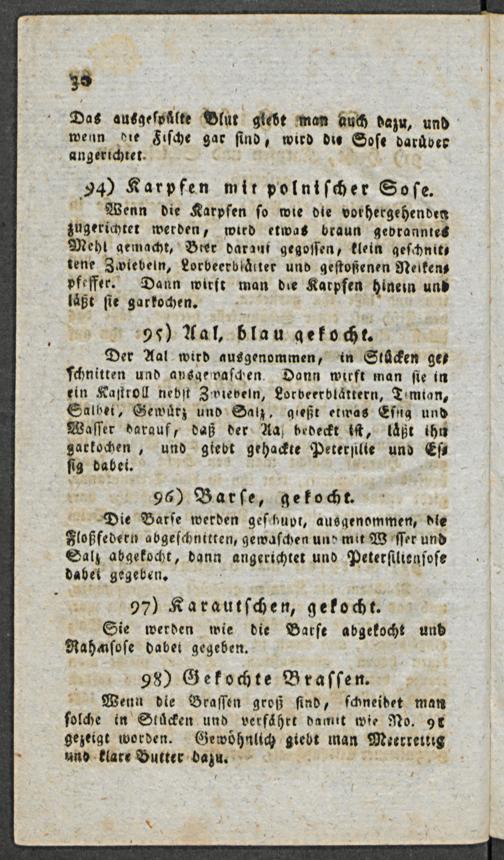 30
Das ausgespülte Blut giebt man auch dazu, und
wenn die Fische gar sind, wird die Sose darüber
angerichtet.
94) Karpfen mit polnischer Sose.
Wenn die Karpfen so wie die vorhergehenden
zugerichtet werden, wird etwas braun gebranntes
Mehl gemacht, Bier darauf gegossen, klein geschnit-
tene Zwiebeln, Lorbeerblätter und gestoßenen Nelken-
pfeffer. Dann wirft man die Karpfen hinein und
läßt sie garkochen.
95) Aal, blau gekocht.
Der Aal wird ausgenommen, in Stücken ge-
schnitten und ausgewaschen. Dann wirft man sie in
ein Kastroll nebst Zwiebeln, Lorbeerblättern, Timian,
Salbei, Gewürz und Salz, gießt etwas Essig und
Wasser darauf, daß der Aal bedeckt ist, läßt ihn
garkochen, und giebt gehackte Petersilie und Es-
sig dabei.
96) Barse, gekocht.
Die Barse werden geschupt, ausgenommen, die
Floßfedern abgeschnitten, gewaschen und mit Wasser und
Salz abgekocht, dann angerichtet und Petersiliensose
dabei gegeben.
97) Karautschen, gekocht.
Sie werden wie die Barse abgekocht und
Rahmsose dabei gegeben.
98) Gekochte Brassen.
Wenn die Brassen groß sind, schneidet man
solche in Stücken und verfährt damit wie No. 91
gezeigt worden. Gewöhnlich giebt man Meerrettig
und klare Butter dazu.